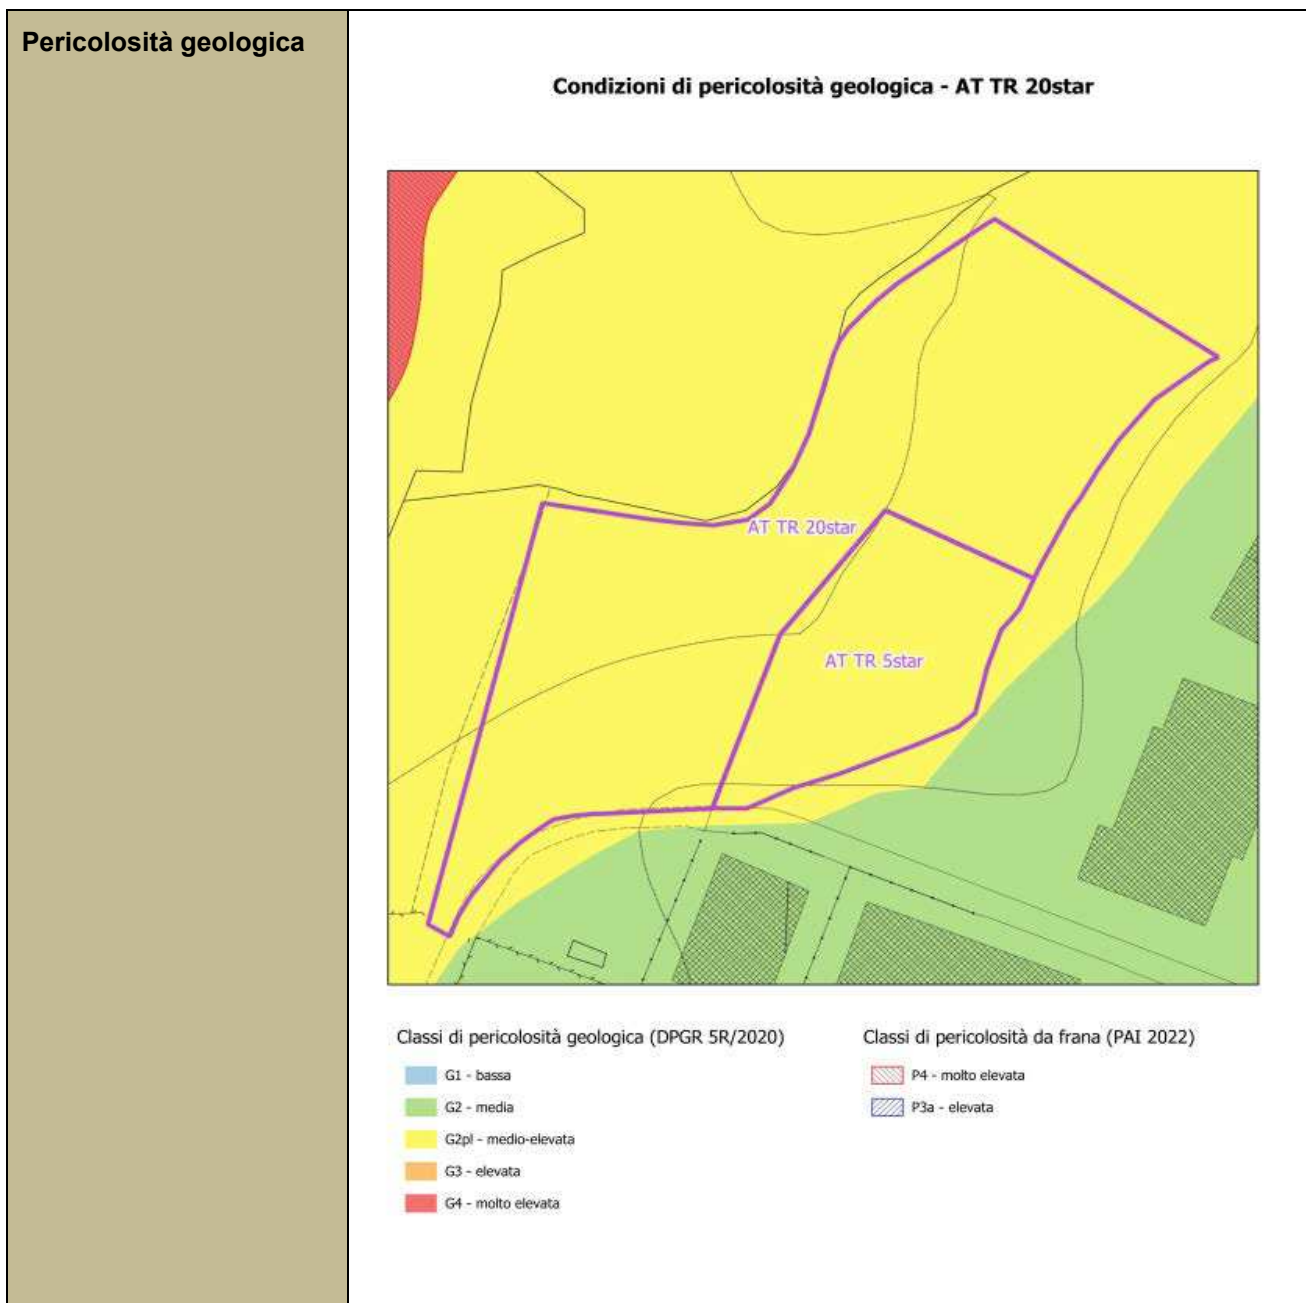 Pericolosità geologica
Condizioni di pericolosità geologica - AT TR 20star
AT TR 20star
AT TR 5star
Classi di pericolosità geologica (DPGR 5R/2020)
G1 - bassa
G2 - media
G2pl - medio-elevata
G3 - elevata
G4 - molto elevata
Classi di pericolosità da frana (PAI 2022)
P4 - molto elevata
P3a - elevata